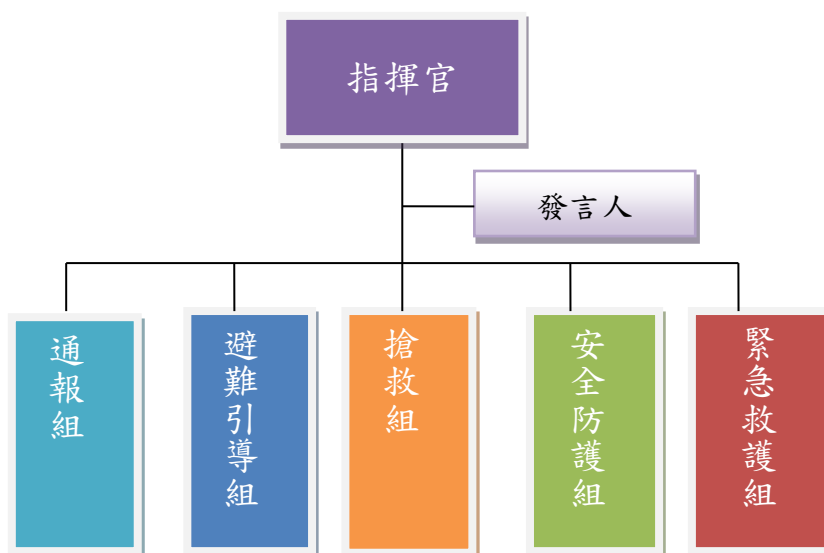 指揮官
發言人
通報組
避難引導組
搶救組
安全防護組
緊急救護組